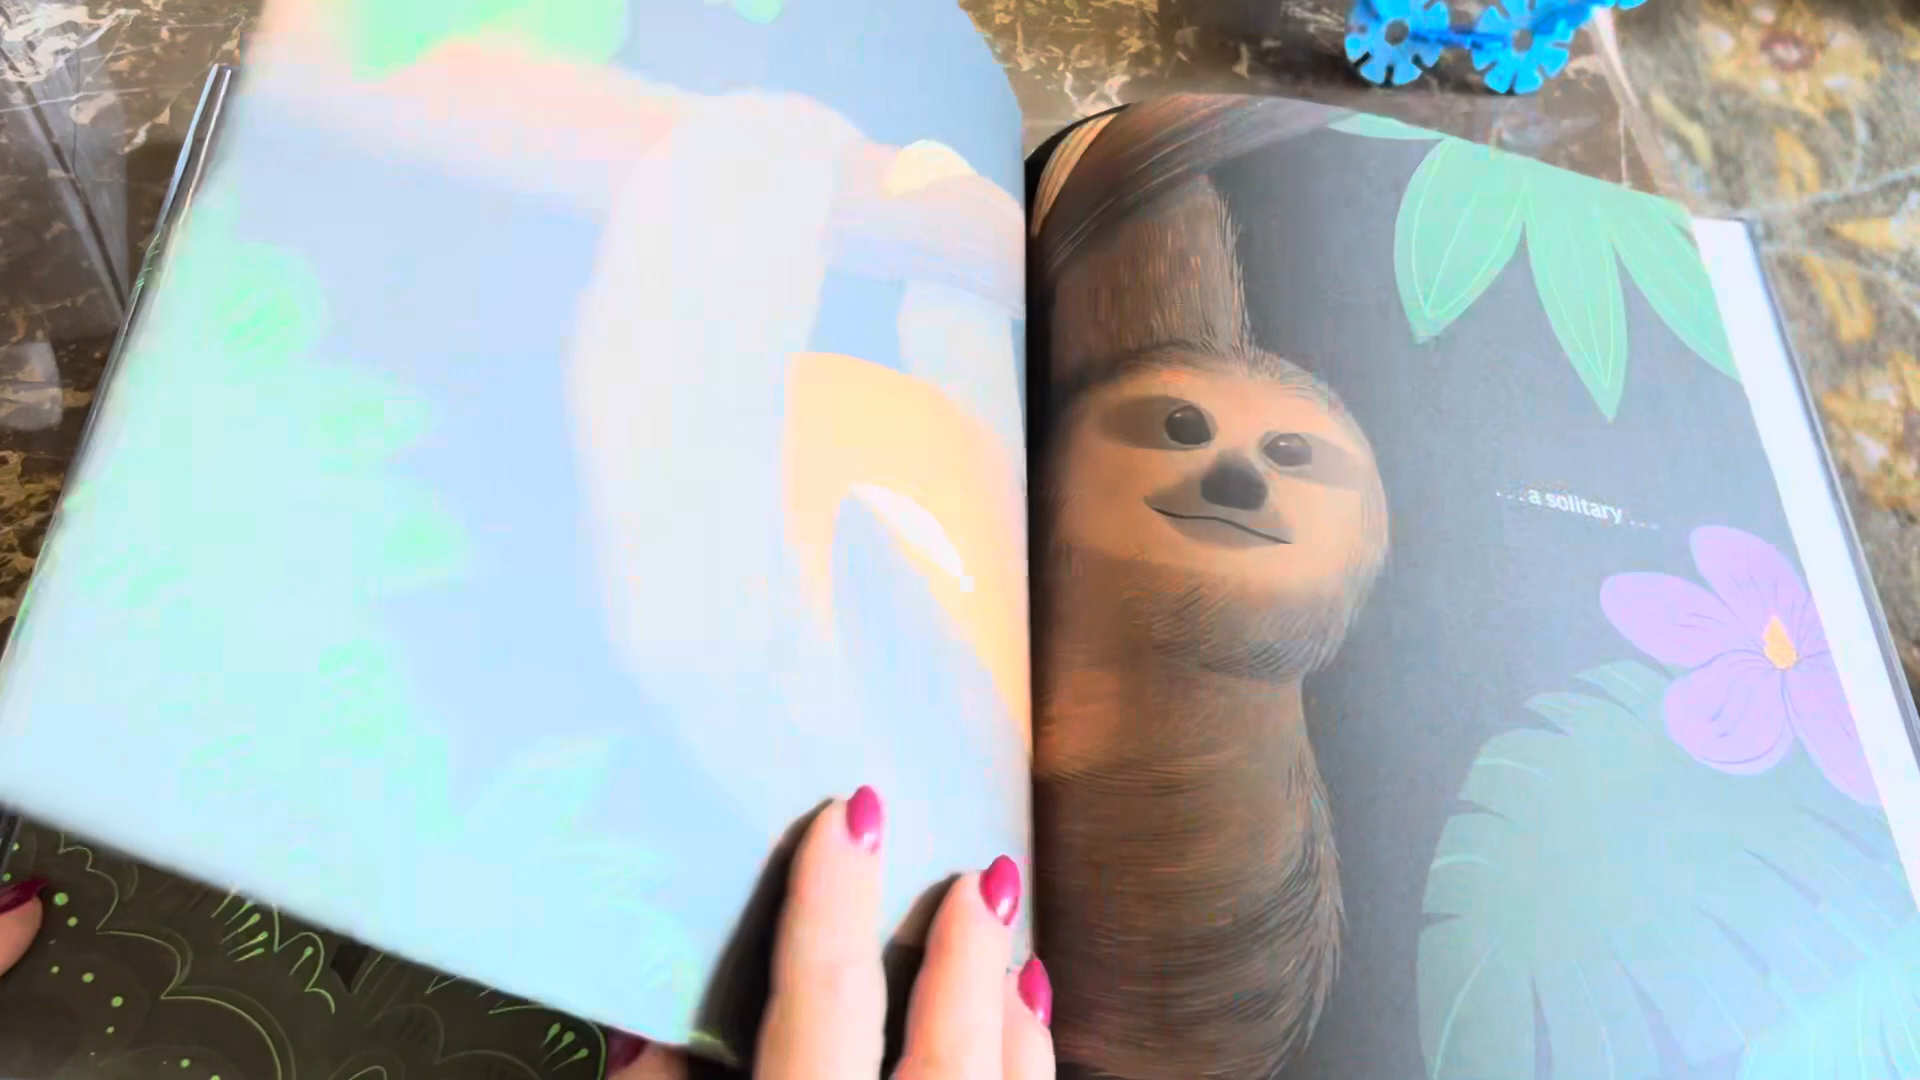 . . . a solitary . . .